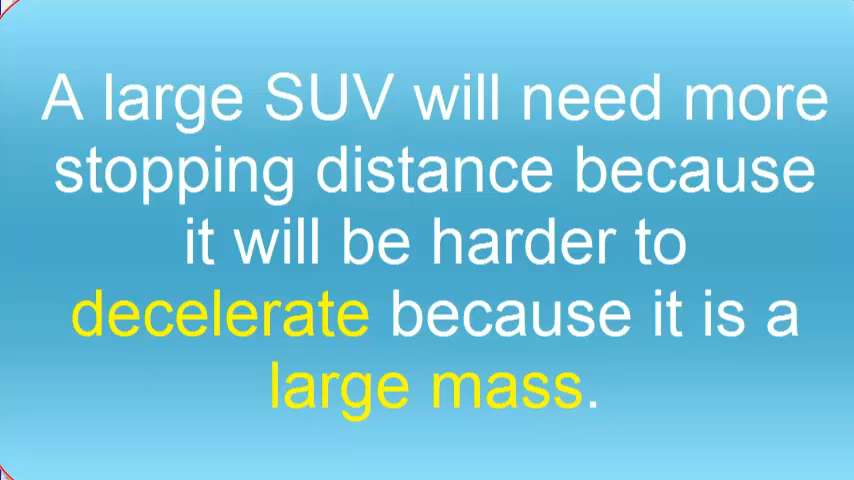 A large SUV will need more
stopping distance because
it will be harder to
decelerate because it is a
large mass.